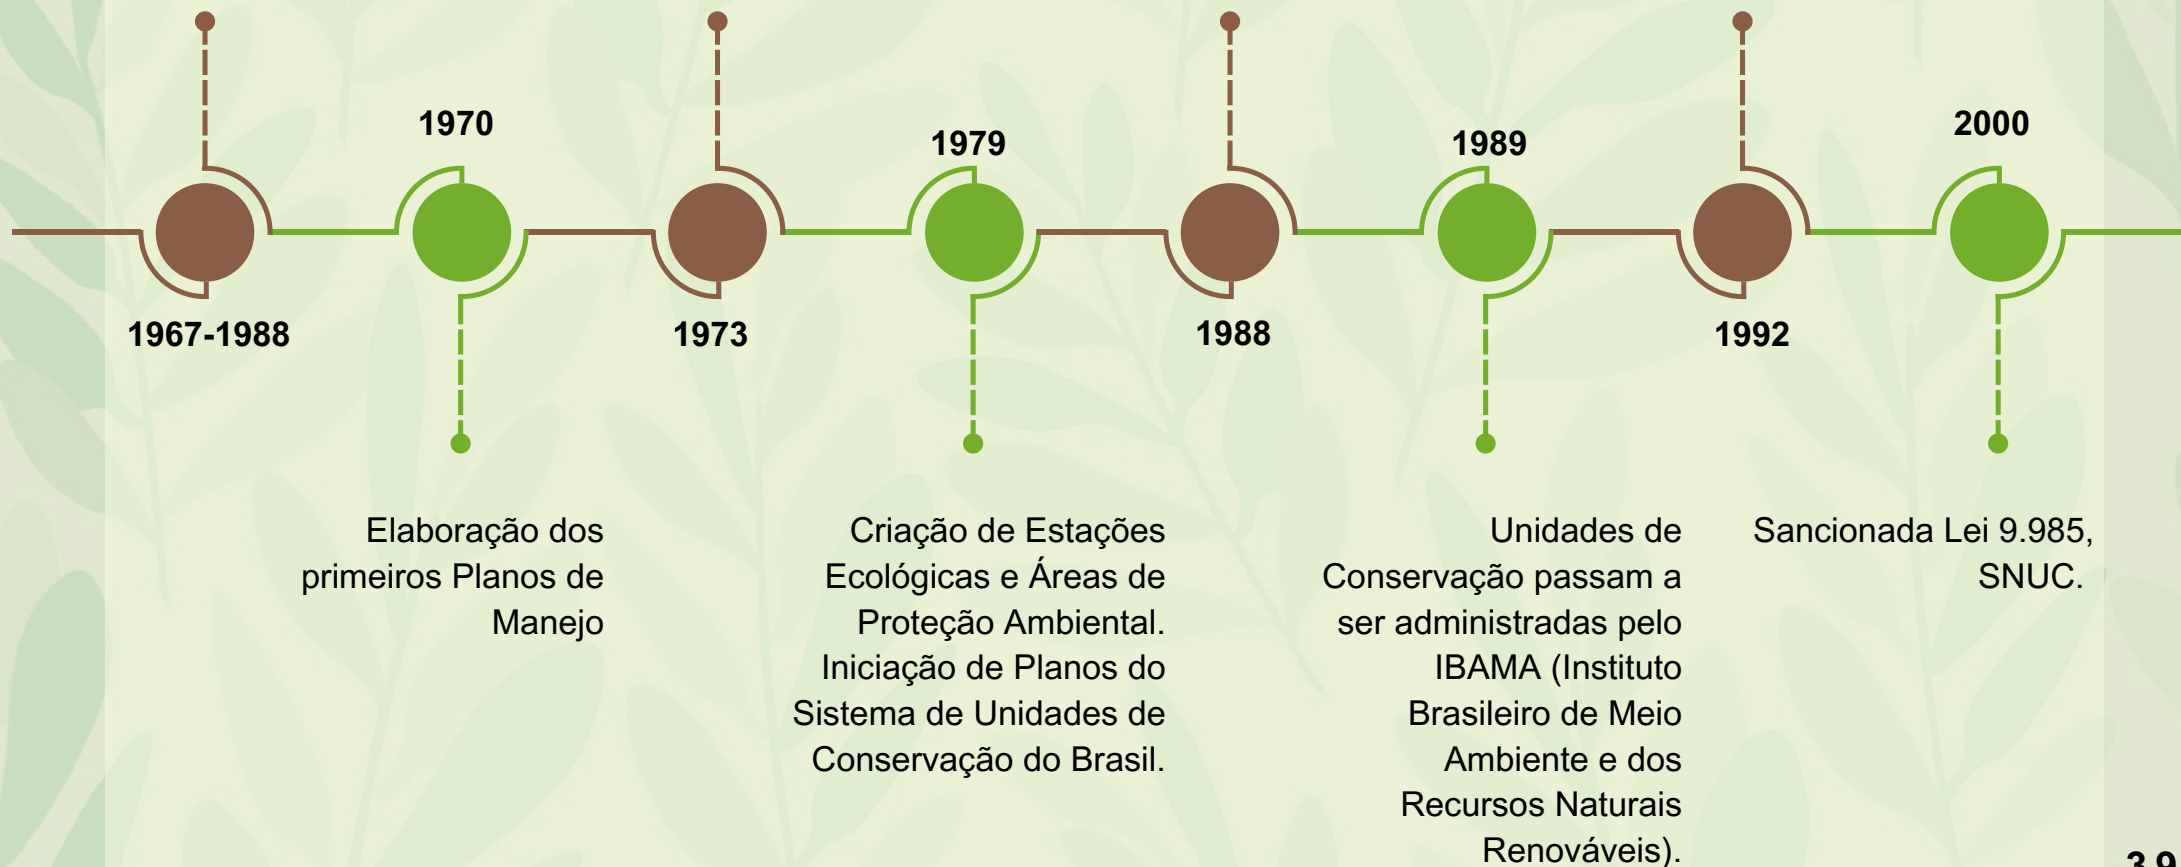 1970
1979
1989
2000
1967-1988
1973
1988
1992
Elaboração dos
primeiros Planos de
Manejo
Criação de Estações
Ecológicas e Áreas de
Proteção Ambiental.
Iniciação de Planos do
Sistema de Unidades de
Conservação do Brasil.
Unidades de
Conservação passam a
ser administradas pelo
IBAMA (Instituto
Brasileiro de Meio
Ambiente e dos
Recursos Naturais
Renováveis).
Sancionada Lei 9.985,
SNUC.